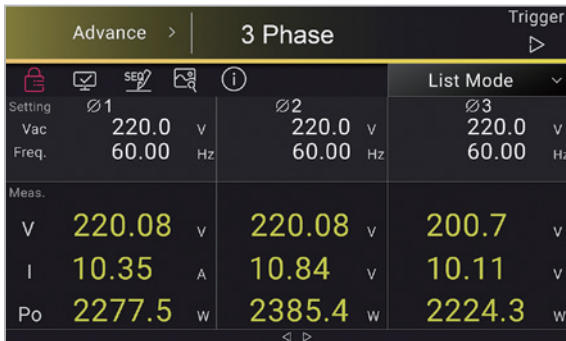 Advance > 3 Phase Trigger
SEQ List Mode
Setting Ø1 Ø2 Ø3
Vac 220.0 V 220.0 V 220.0 V
Freq. 60.00 Hz 60.00 Hz 60.00 Hz
Meas.
V 220.08 V 220.08 V 200.7 V
I 10.35 A 10.84 V 10.11 V
Po 2277.5 W 2385.4 W 2224.3 W